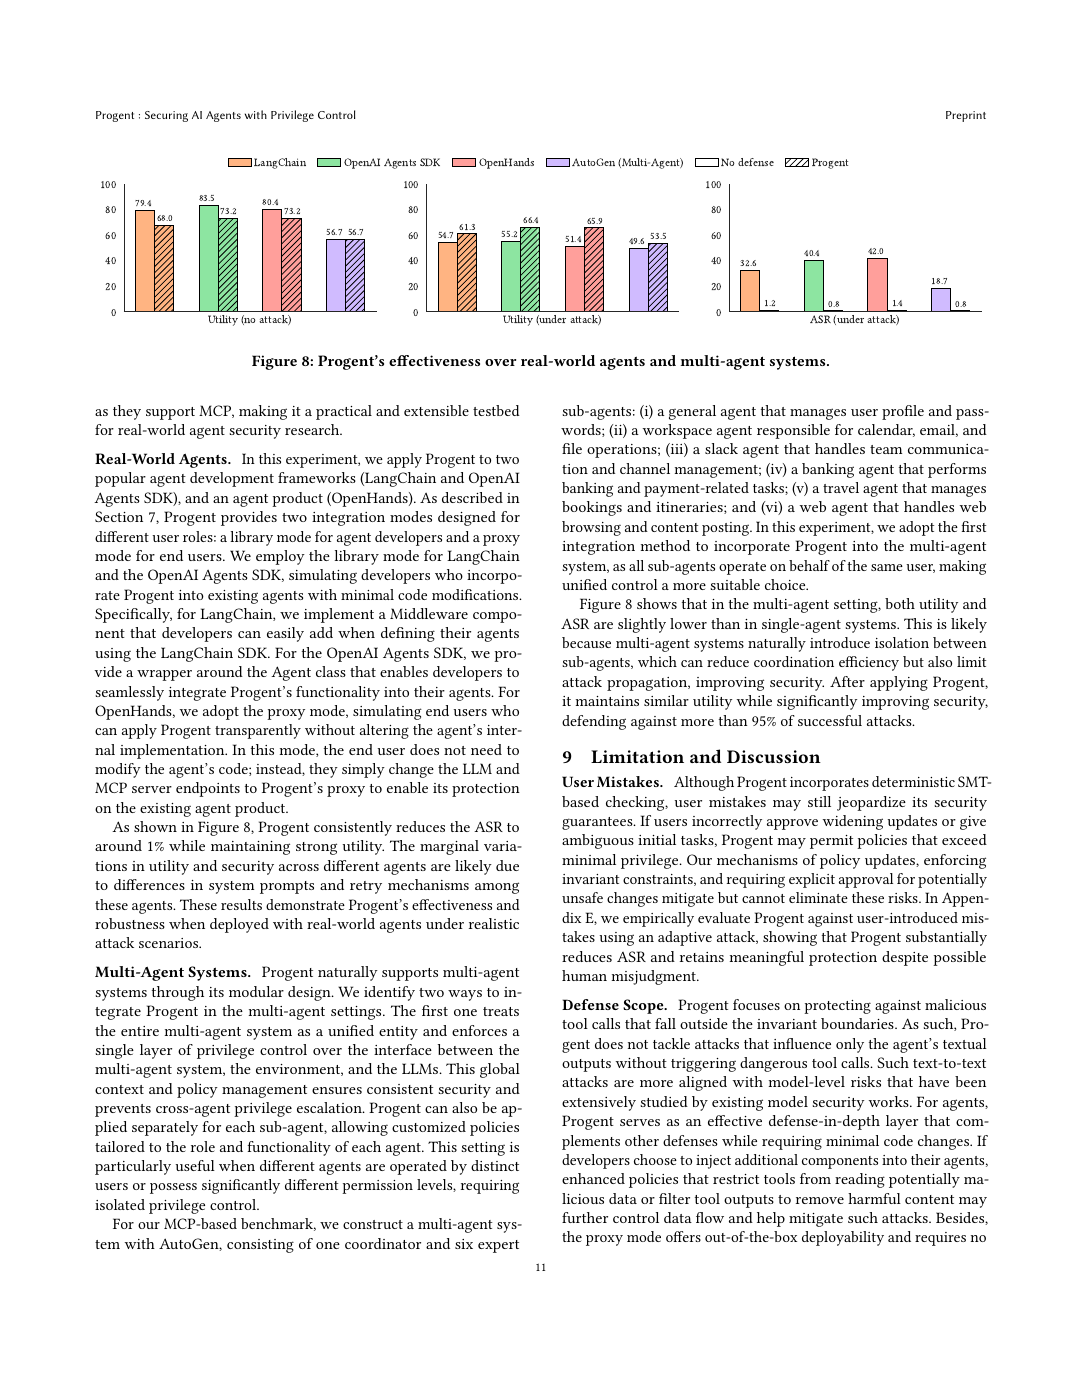 Progent : Securing AI Agents with Privilege Control
Preprint
LangChain
OpenAI Agents SDK
OpenHands
AutoGen (Multi-Agent)
No defense
Progent
100
80
60
40
20
0
79.4
68.0
83.5
73.2
80.4
73.2
56.7
56.7
Utility (no attack)
100
80
60
40
20
0
54.7
61.3
55.2
66.4
51.4
65.9
49.6
53.5
Utility (under attack)
100
80
60
40
20
0
32.6
1.2
40.4
0.8
42.0
1.4
18.7
0.8
ASR (under attack)
Figure 8: Progent's effectiveness over real-world agents and multi-agent systems.
as they support MCP, making it a practical and extensible testbed
for real-world agent security research.
Real-World Agents. In this experiment, we apply Progent to two
popular agent development frameworks (LangChain and OpenAI
Agents SDK), and an agent product (OpenHands). As described in
Section 7, Progent provides two integration modes designed for
different user roles: a library mode for agent developers and a proxy
mode for end users. We employ the library mode for LangChain
and the OpenAI Agents SDK, simulating developers who incorpo-
rate Progent into existing agents with minimal code modifications.
Specifically, for LangChain, we implement a Middleware compo-
nent that developers can easily add when defining their agents
using the LangChain SDK. For the OpenAI Agents SDK, we pro-
vide a wrapper around the Agent class that enables developers to
seamlessly integrate Progent's functionality into their agents. For
OpenHands, we adopt the proxy mode, simulating end users who
can apply Progent transparently without altering the agent's inter-
nal implementation. In this mode, the end user does not need to
modify the agent's code; instead, they simply change the LLM and
MCP server endpoints to Progent's proxy to enable its protection
on the existing agent product.
As shown in Figure 8, Progent consistently reduces the ASR to
around 1% while maintaining strong utility. The marginal varia-
tions in utility and security across different agents are likely due
to differences in system prompts and retry mechanisms among
these agents. These results demonstrate Progent's effectiveness and
robustness when deployed with real-world agents under realistic
attack scenarios.
Multi-Agent Systems. Progent naturally supports multi-agent
systems through its modular design. We identify two ways to in-
tegrate Progent in the multi-agent settings. The first one treats
the entire multi-agent system as a unified entity and enforces a
single layer of privilege control over the interface between the
multi-agent system, the environment, and the LLMs. This global
context and policy management ensures consistent security and
prevents cross-agent privilege escalation. Progent can also be ap-
plied separately for each sub-agent, allowing customized policies
tailored to the role and functionality of each agent. This setting is
particularly useful when different agents are operated by distinct
users or possess significantly different permission levels, requiring
isolated privilege control.
For our MCP-based benchmark, we construct a multi-agent sys-
tem with AutoGen, consisting of one coordinator and six expert
sub-agents: (i) a general agent that manages user profile and pass-
words; (ii) a workspace agent responsible for calendar, email, and
file operations; (iii) a slack agent that handles team communica-
tion and channel management; (iv) a banking agent that performs
banking and payment-related tasks; (v) a travel agent that manages
bookings and itineraries; and (vi) a web agent that handles web
browsing and content posting. In this experiment, we adopt the first
integration method to incorporate Progent into the multi-agent
system, as all sub-agents operate on behalf of the same user, making
unified control a more suitable choice.
Figure 8 shows that in the multi-agent setting, both utility and
ASR are slightly lower than in single-agent systems. This is likely
because multi-agent systems naturally introduce isolation between
sub-agents, which can reduce coordination efficiency but also limit
attack propagation, improving security. After applying Progent,
it maintains similar utility while significantly improving security,
defending against more than 95% of successful attacks.
9 Limitation and Discussion
User Mistakes. Although Progent incorporates deterministic SMT-
based checking, user mistakes may still jeopardize its security
guarantees. If users incorrectly approve widening updates or give
ambiguous initial tasks, Progent may permit policies that exceed
minimal privilege. Our mechanisms of policy updates, enforcing
invariant constraints, and requiring explicit approval for potentially
unsafe changes mitigate but cannot eliminate these risks. In Appen-
dix E, we empirically evaluate Progent against user-introduced mis-
takes using an adaptive attack, showing that Progent substantially
reduces ASR and retains meaningful protection despite possible
human misjudgment.
Defense Scope. Progent focuses on protecting against malicious
tool calls that fall outside the invariant boundaries. As such, Pro-
gent does not tackle attacks that influence only the agent's textual
outputs without triggering dangerous tool calls. Such text-to-text
attacks are more aligned with model-level risks that have been
extensively studied by existing model security works. For agents,
Progent serves as an effective defense-in-depth layer that com-
plements other defenses while requiring minimal code changes. If
developers choose to inject additional components into their agents,
enhanced policies that restrict tools from reading potentially ma-
licious data or filter tool outputs to remove harmful content may
further control data flow and help mitigate such attacks. Besides,
the proxy mode offers out-of-the-box deployability and requires no
11